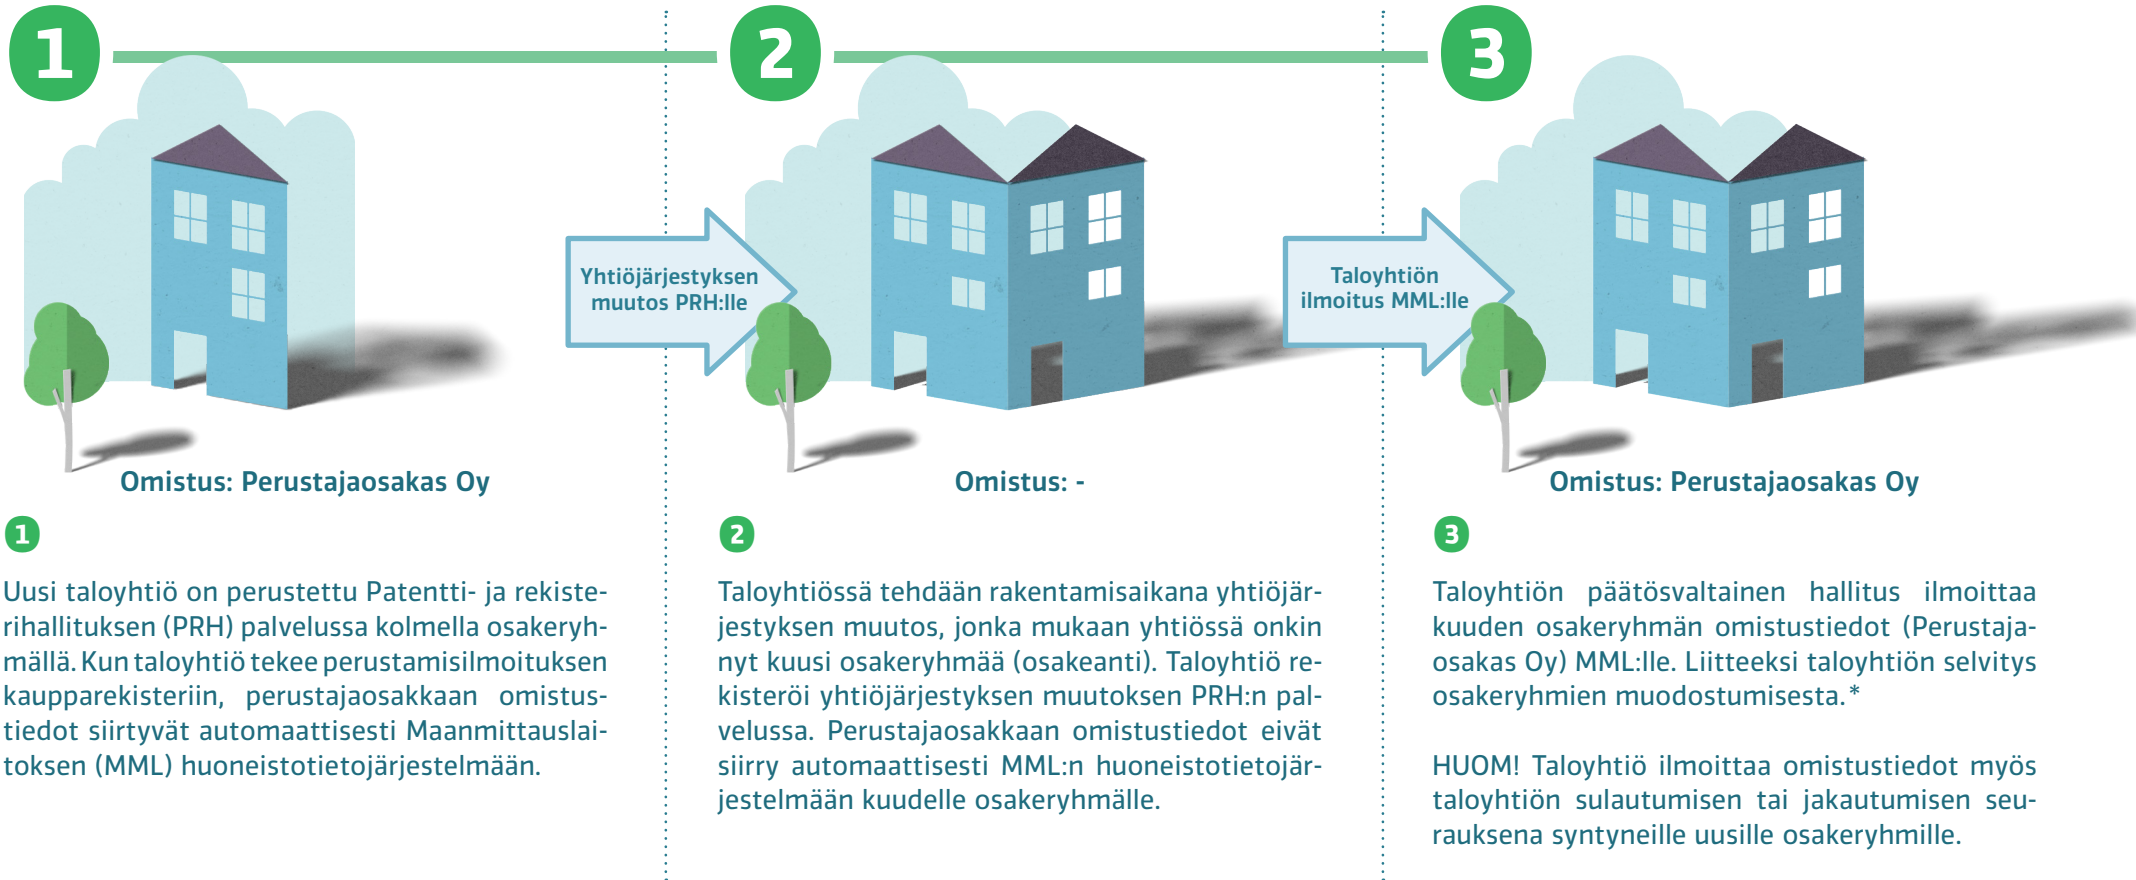 1
2
3
Yhtiöjärjestyksen
muutos PRH:lle
Taloyhtiön
ilmoitus MML:lle
Omistus: Perustajaosakas Oy
Omistus: -
Omistus: Perustajaosakas Oy
1
Uusi taloyhtiö on perustettu Patentti- ja rekiste-
rihallituksen (PRH) palvelussa kolmella osakeryh-
mällä. Kun taloyhtiö tekee perustamisilmoituksen
kaupparekisteriin, perustajaosakkaan omistus-
tiedot siirtyvät automaattisesti Maanmittauslai-
toksen (MML) huoneistotietojärjestelmään.
2
Taloyhtiössä tehdään rakentamisaikana yhtiöjär-
jestyksen muutos, jonka mukaan yhtiössä onkin
nyt kuusi osakeryhmää (osakeanti). Taloyhtiö re-
kisteröi yhtiöjärjestyksen muutoksen PRH:n pal-
velussa. Perustajaosakkaan omistustiedot eivät
siirry automaattisesti MML:n huoneistotietojär-
jestelmään kuudelle osakeryhmälle.
3
Taloyhtiön päätösvaltainen hallitus ilmoittaa
kuuden osakeryhmän omistustiedot (Perustaja-
osakas Oy) MML:lle. Liitteeksi taloyhtiön selvitys
osakeryhmien muodostumisesta.*
HUOM! Taloyhtiö ilmoittaa omistustiedot myös
taloyhtiön sulautumisen tai jakautumisen seu-
rauksena syntyneille uusille osakeryhmille.